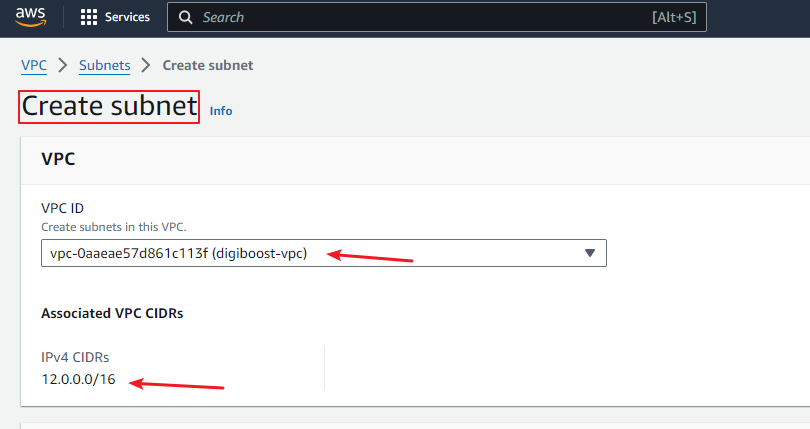 aws Services Search [Alt+S]
VPC > Subnets > Create subnet
Create subnet Info
VPC
VPC ID
Create subnets in this VPC.
vpc-0aaeae57d861c113f (digiboost-vpc)
Associated VPC CIDRs
IPv4 CIDRs
12.0.0.0/16